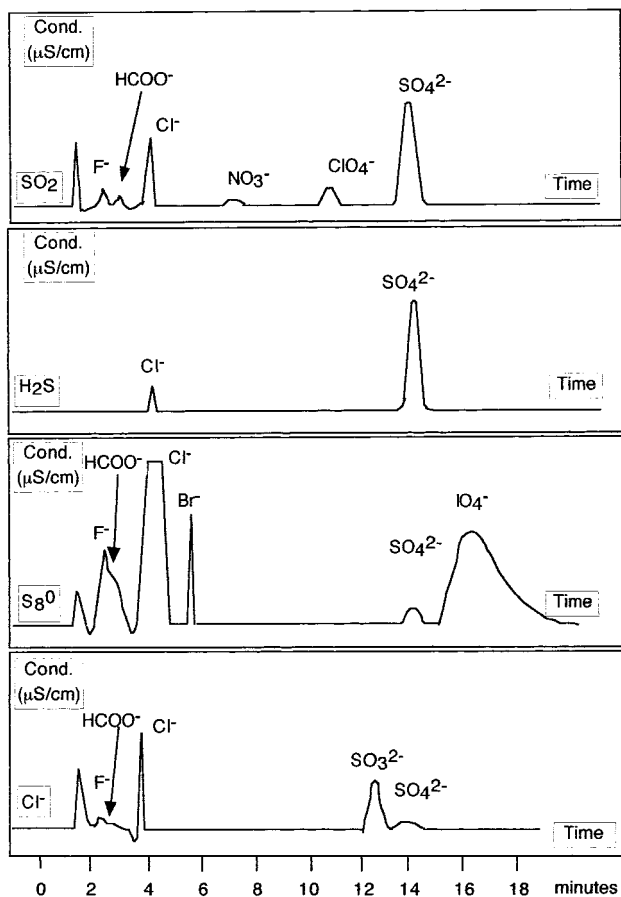 Cond.
(µS/cm)
HCOO⁻
SO₄²⁻
Cl⁻
F⁻
NO₃⁻
ClO₄⁻
SO₂
Time
Cond.
(µS/cm)
SO₄²⁻
Cl⁻
H₂S
Time
Cond.
(µS/cm)
HCOO⁻
Cl⁻
Br⁻
IO₄⁻
F⁻
SO₄²⁻
S₈⁰
Time
Cond.
(µS/cm)
HCOO⁻
Cl⁻
SO₃²⁻
F⁻
SO₄²⁻
Cl⁻
Time
0 2 4 6 8 10 12 14 16 18 minutes